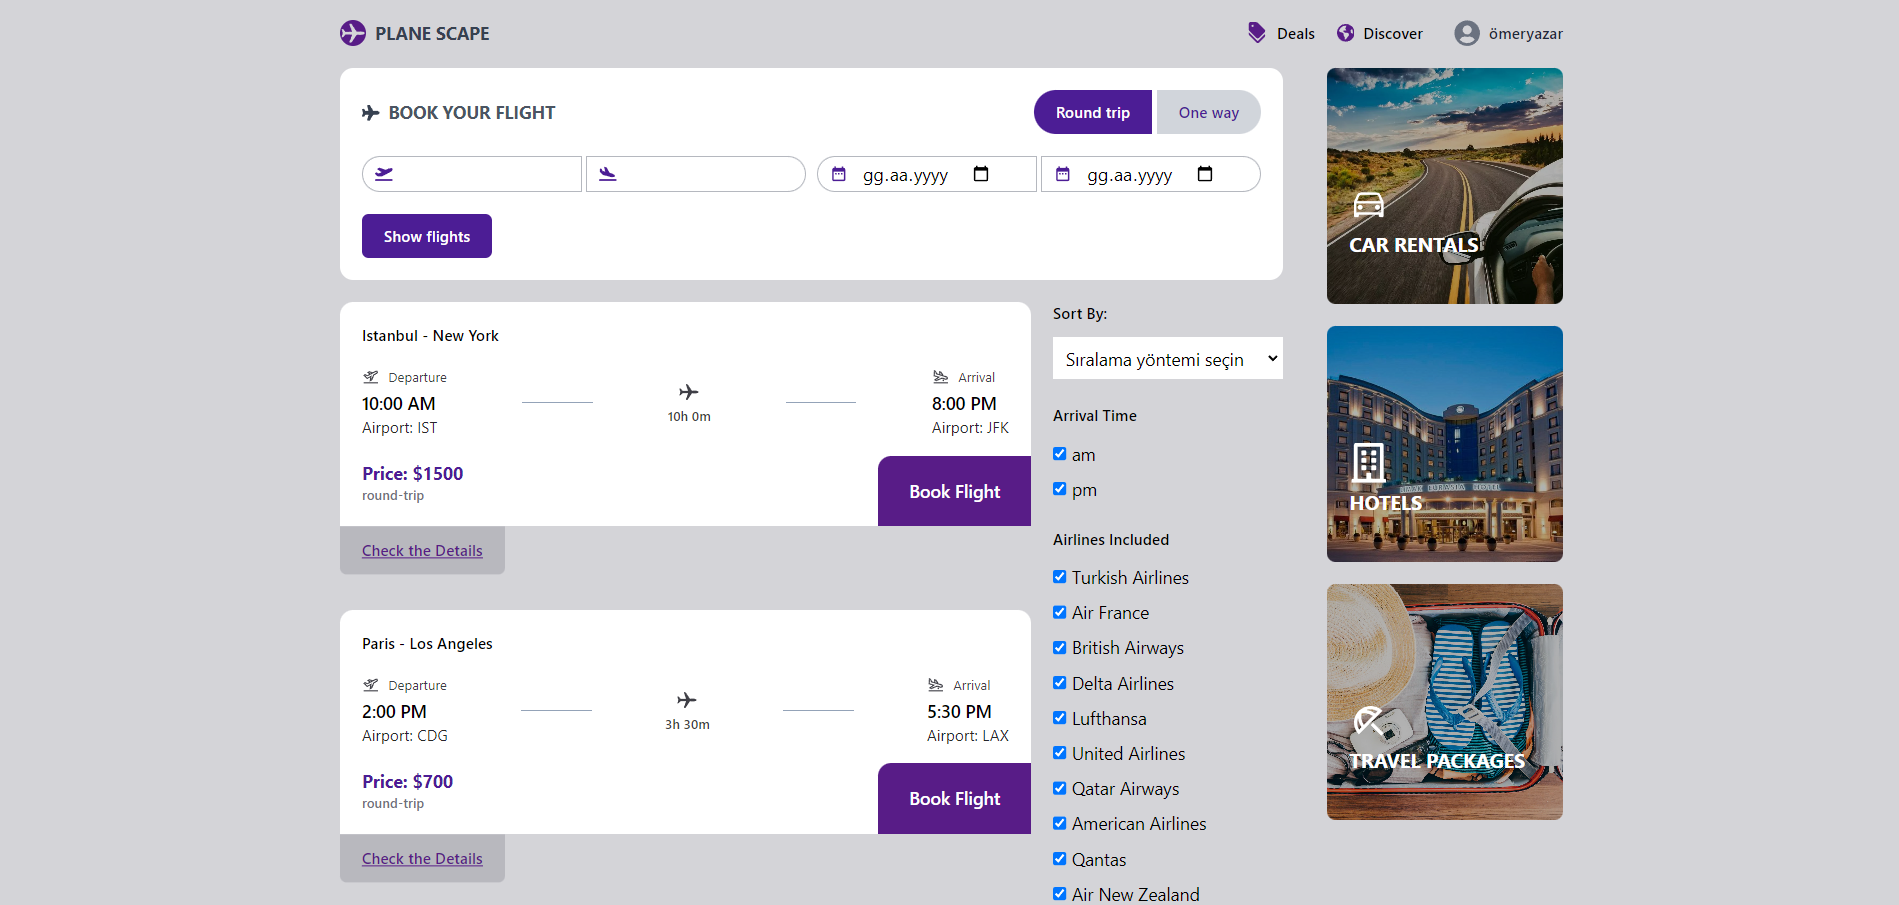 PLANE SCAPE
Deals
Discover
ömeryazar
BOOK YOUR FLIGHT
Round trip
One way
gg.aa.yyyy
gg.aa.yyyy
Show flights
Istanbul - New York
Departure
10:00 AM
Airport: IST
10h 0m
Arrival
8:00 PM
Airport: JFK
Price: $1500
round-trip
Book Flight
Check the Details
Paris - Los Angeles
Departure
2:00 PM
Airport: CDG
3h 30m
Arrival
5:30 PM
Airport: LAX
Price: $700
round-trip
Book Flight
Check the Details
Sort By:
Sıralama yöntemi seçin
Arrival Time
am
pm
Airlines Included
Turkish Airlines
Air France
British Airways
Delta Airlines
Lufthansa
United Airlines
Qatar Airways
American Airlines
Qantas
Air New Zealand
CAR RENTALS
EURASIA HOTEL
HOTELS
TRAVEL PACKAGES